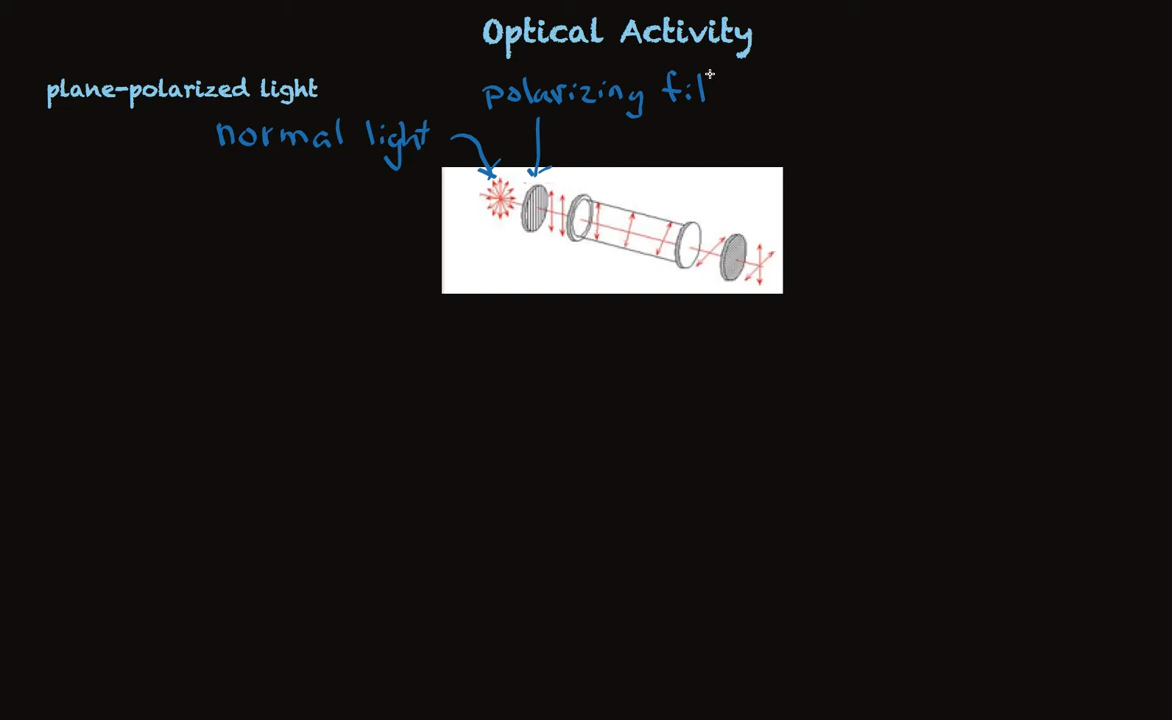 Optical Activity
plane-polarized light
polarizing fil
normal light